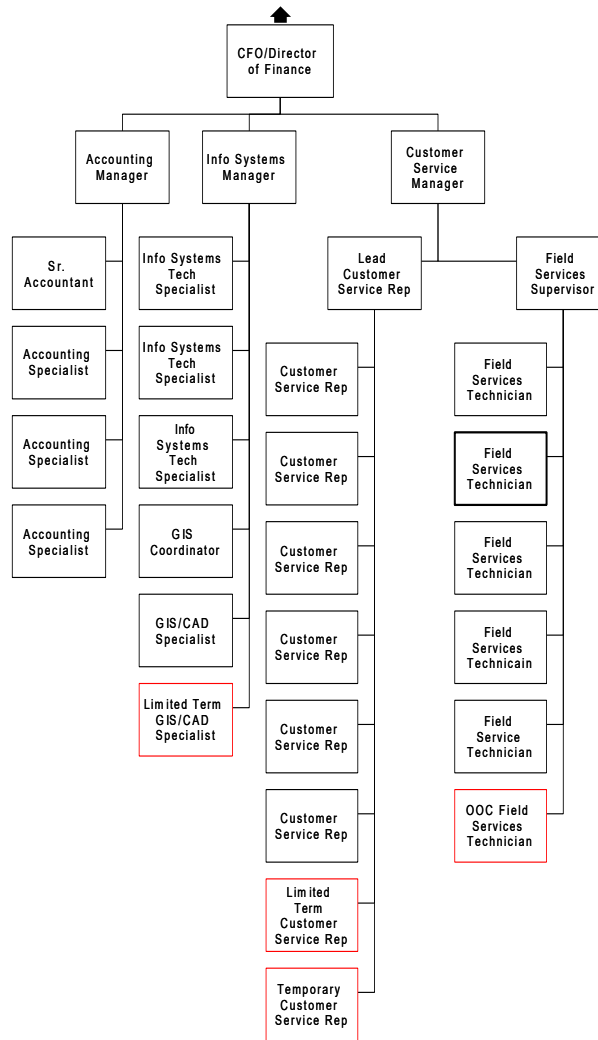 CFO/Director
of Finance
Accounting
Manager
Info Systems
Manager
Customer
Service
Manager
Sr.
Accountant
Accounting
Specialist
Accounting
Specialist
Accounting
Specialist
Info Systems
Tech
Specialist
Info Systems
Tech
Specialist
Info
Systems
Tech
Specialist
GIS
Coordinator
GIS/CAD
Specialist
Limited Term
GIS/CAD
Specialist
Lead
Customer
Service Rep
Customer
Service Rep
Customer
Service Rep
Customer
Service Rep
Customer
Service Rep
Customer
Service Rep
Customer
Service Rep
Limited
Term
Customer
Service Rep
Temporary
Customer
Service Rep
Field
Services
Supervisor
Field
Services
Technician
Field
Services
Technician
Field
Services
Technician
Field
Services
Technicain
Field
Service
Technician
OOC Field
Services
Technician